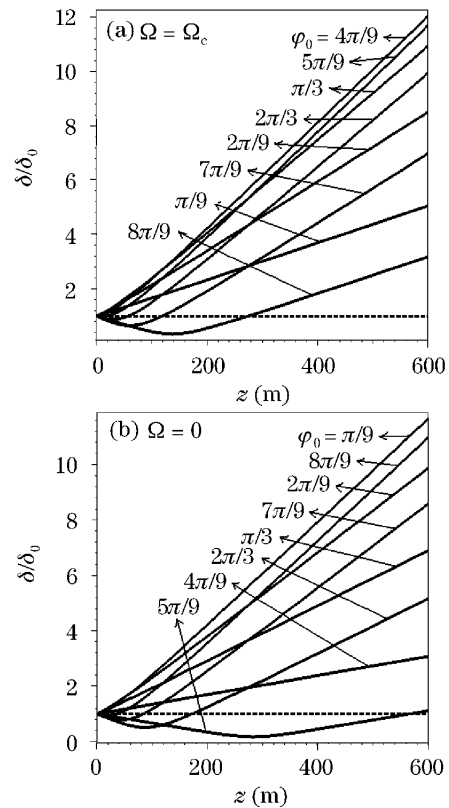 12
(a) Ω = Ωc
φ0 = 4π/9
5π/9
10
π/3
8
2π/3
2π/9
δ/δ0
6
7π/9
π/9
4
8π/9
2
0
200
400
600
z (m)
(b) Ω = 0
φ0 = π/9
10
8π/9
2π/9
8
7π/9
π/3
δ/δ0
6
2π/3
4π/9
4
5π/9
2
0
0
200
400
600
z (m)